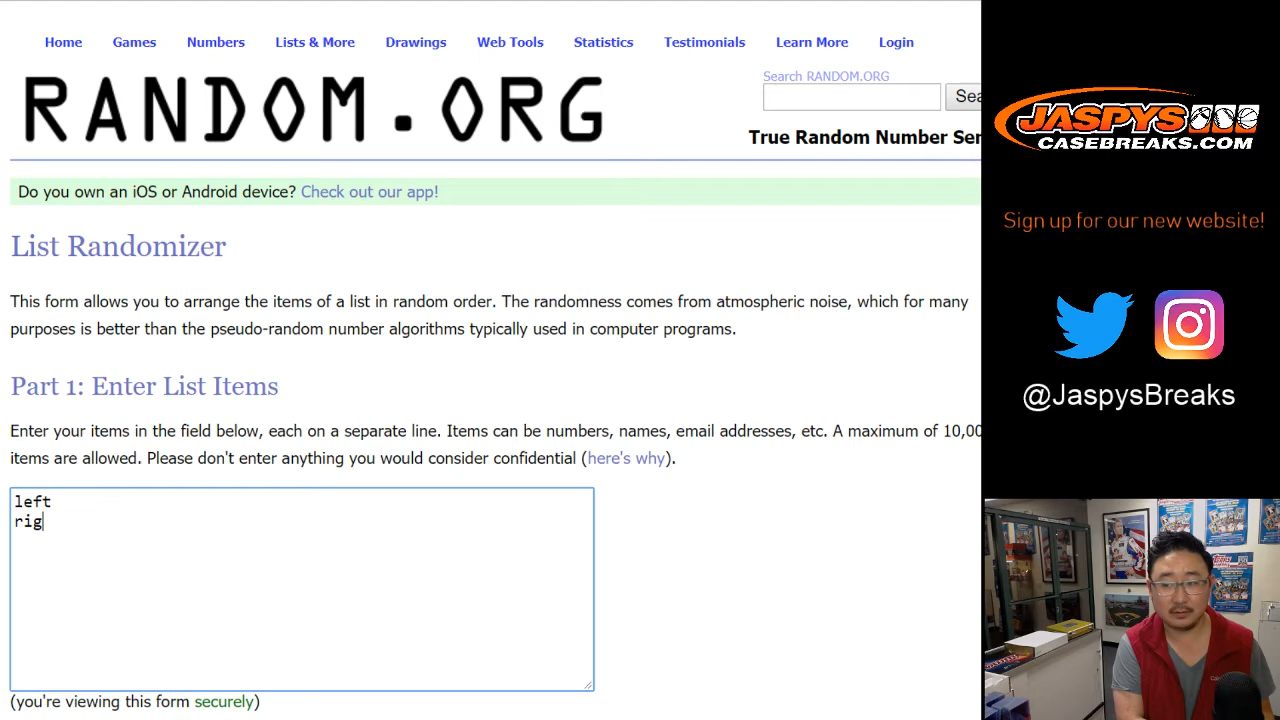 Home Games Numbers Lists & More Drawings Web Tools Statistics Testimonials Learn More Login
RANDOM.ORG
Search RANDOM.ORG
Sea
True Random Number Ser
Do you own an iOS or Android device? Check out our app!
List Randomizer
This form allows you to arrange the items of a list in random order. The randomness comes from atmospheric noise, which for many
purposes is better than the pseudo-random number algorithms typically used in computer programs.
Part 1: Enter List Items
Enter your items in the field below, each on a separate line. Items can be numbers, names, email addresses, etc. A maximum of 10,00
items are allowed. Please don't enter anything you would consider confidential (here's why).
left
rig
(you're viewing this form securely)
JASPYS
CASEBREAKS.COM
Sign up for our new website!
@JaspysBreaks